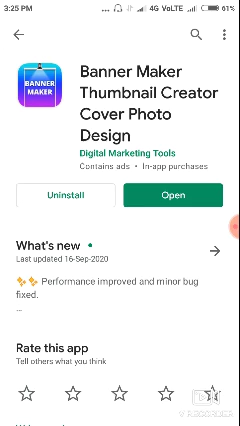 3:25 PM ... 4G VoLTE 61%
BANNER
MAKER
Banner Maker
Thumbnail Creator
Cover Photo
Design
Digital Marketing Tools
Contains ads • In-app purchases
Uninstall
Open
What's new •
Last updated 16-Sep-2020
✨✨ Performance improved and minor bug
fixed.
...
Rate this app
Tell others what you think
V RECORDER